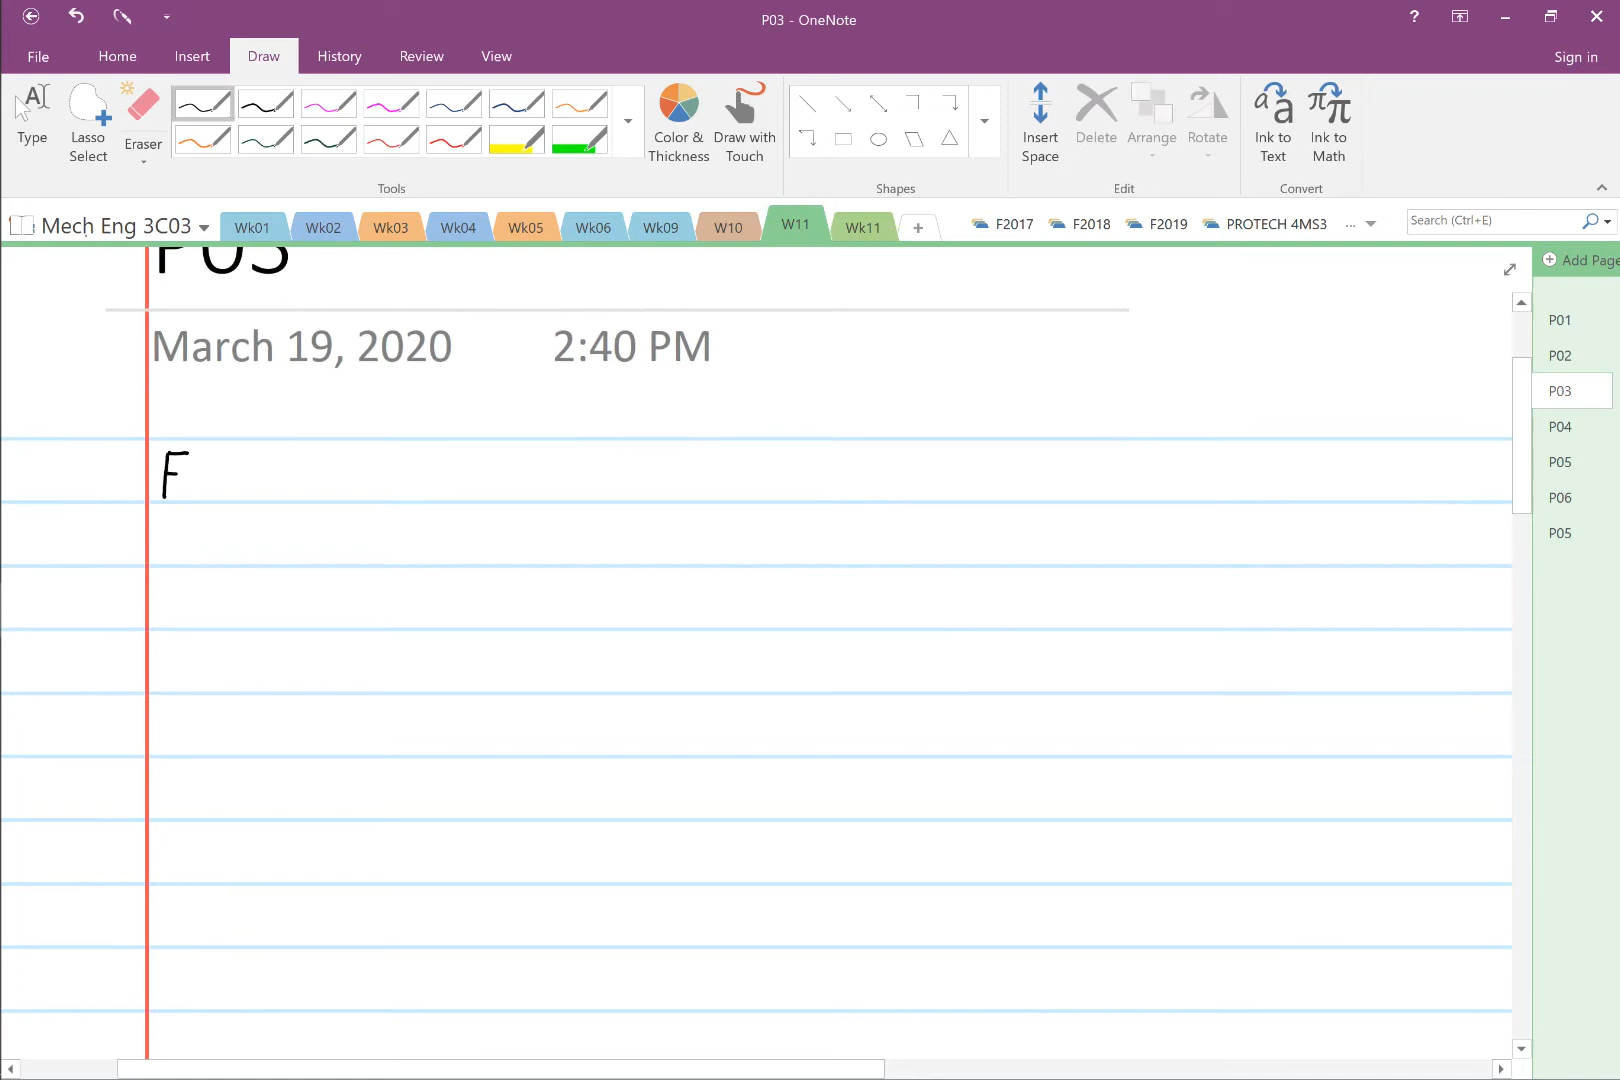 P03 - OneNote
File Home Insert Draw History Review View Sign in
Type
Lasso Select
Eraser
Color & Thickness
Draw with Touch
Insert Space
Delete
Arrange
Rotate
Ink to Text
Ink to Math
Tools Shapes Edit Convert
Mech Eng 3C03 Wk01 Wk02 Wk03 Wk04 Wk05 Wk06 Wk09 W10 W11 Wk11 + F2017 F2018 F2019 PROTECH 4MS3 ... Search (Ctrl+E)
P03
March 19, 2020 2:40 PM
F
Add Page
P01
P02
P03
P04
P05
P06
P05